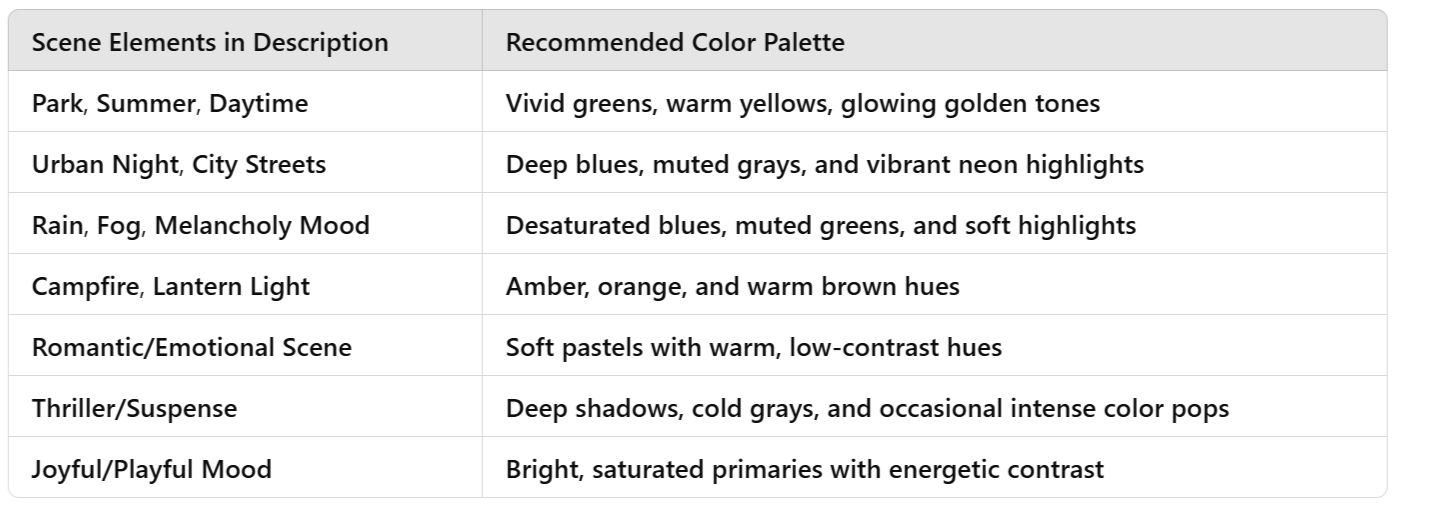 Scene Elements in Description Recommended Color Palette
Park, Summer, Daytime Vivid greens, warm yellows, glowing golden tones
Urban Night, City Streets Deep blues, muted grays, and vibrant neon highlights
Rain, Fog, Melancholy Mood Desaturated blues, muted greens, and soft highlights
Campfire, Lantern Light Amber, orange, and warm brown hues
Romantic/Emotional Scene Soft pastels with warm, low-contrast hues
Thriller/Suspense Deep shadows, cold grays, and occasional intense color pops
Joyful/Playful Mood Bright, saturated primaries with energetic contrast